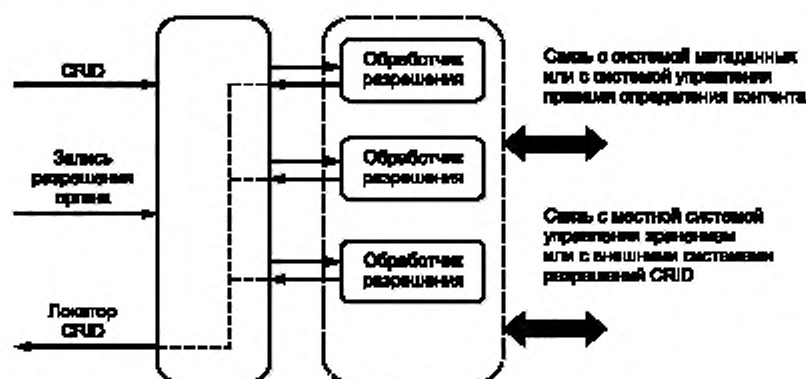 CRID
Запись
разрешения
органа
Локатор
CRID
Обработчик
разрешения
Обработчик
разрешения
Обработчик
разрешения
Связь с системой метаданных
или с системой управления
правами определения контента
Связь с местной системой
управления хранением
или с внешними системами
разрешений CRID